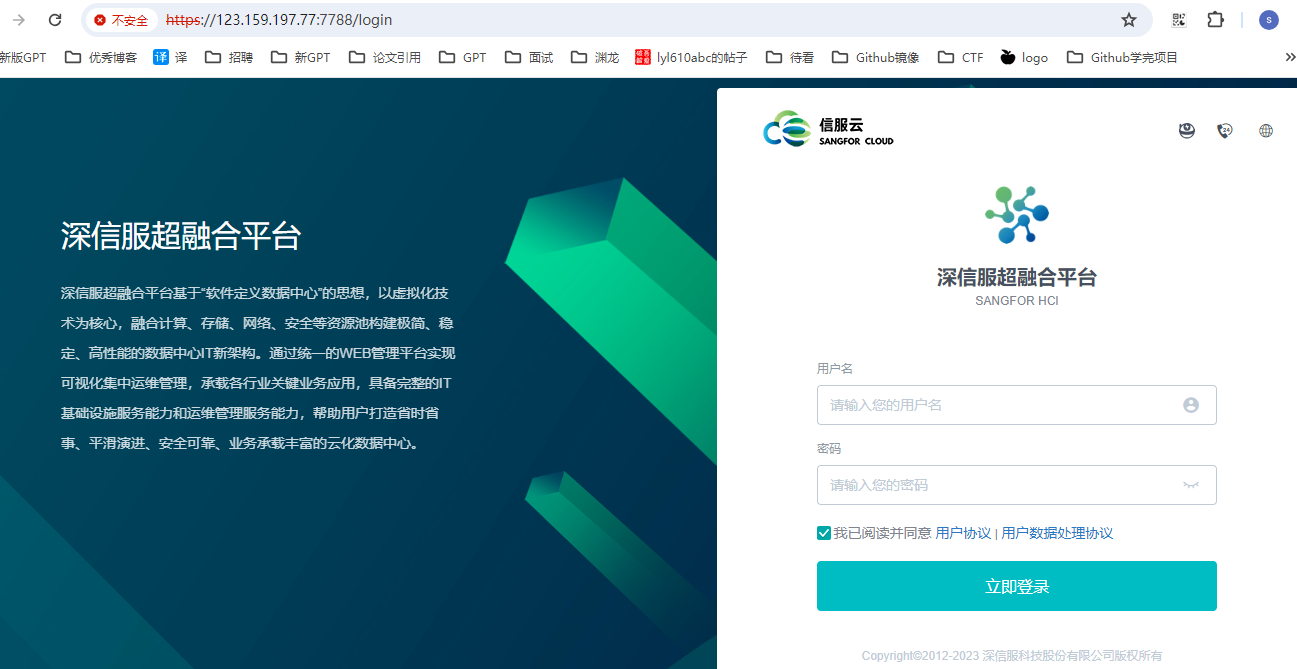 不安全 https://123.159.197.77:7788/login
新版GPT 优秀博客 译 译 招聘 新GPT 论文引用 GPT 面试 渊龙 lyl610abc的帖子 待看 Github镜像 CTF logo Github学完项目
信服云
SANGFOR CLOUD
深信服超融合平台
深信服超融合平台基于“软件定义数据中心”的思想，以虚拟化技
术为核心，融合计算、存储、网络、安全等资源池构建极简、稳
定、高性能的数据中心IT新架构。通过统一的WEB管理平台实现
可视化集中运维管理，承载各行业关键业务应用，具备完整的IT
基础设施服务能力和运维管理服务能力，帮助用户打造省时省
事、平滑演进、安全可靠、业务承载丰富的云化数据中心。
深信服超融合平台
SANGFOR HCI
用户名
请输入您的用户名
密码
请输入您的密码
我已阅读并同意 用户协议 | 用户数据处理协议
立即登录
Copyright©2012-2023 深信服科技股份有限公司版权所有